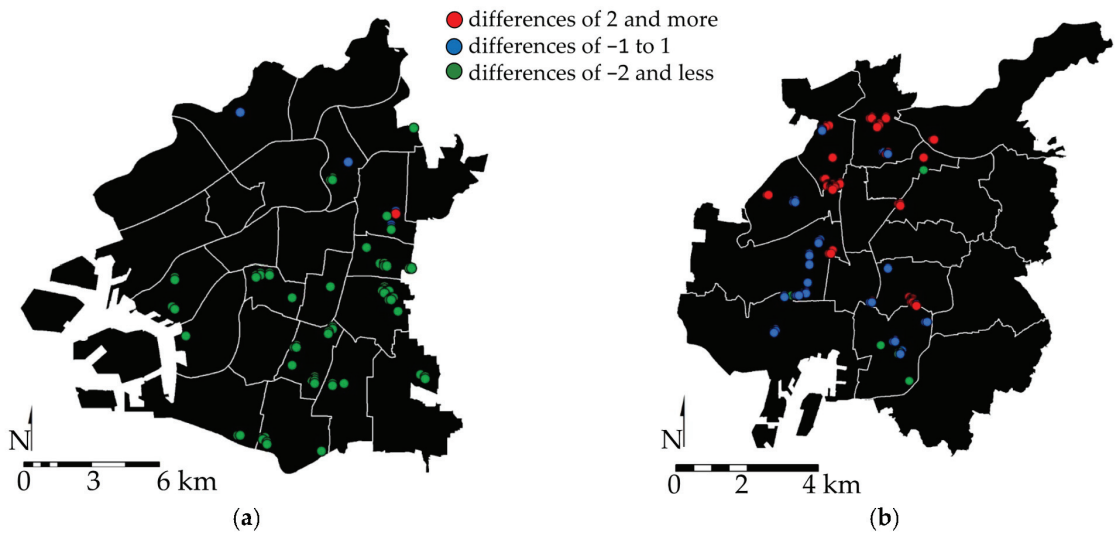 differences of 2 and more
differences of –1 to 1
differences of –2 and less
N
0 3 6 km
(a)
N
0 2 4 km
(b)